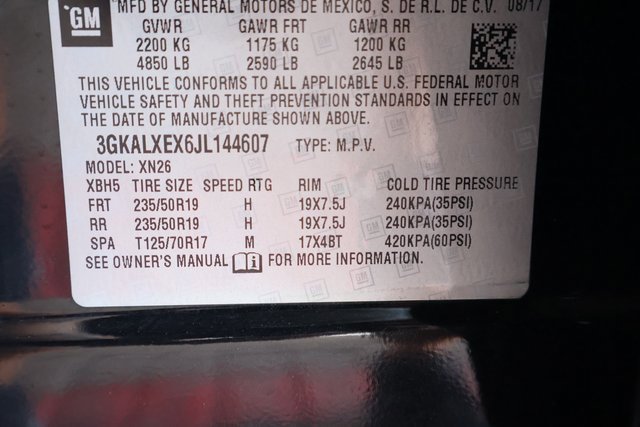 MFD BY GENERAL MOTORS DE MEXICO, S. DE R.L. DE C.V. 08/17
GM
GVWR GAWR FRT GAWR RR
2200 KG 1175 KG 1200 KG
4850 LB 2590 LB 2645 LB
THIS VEHICLE CONFORMS TO ALL APPLICABLE U.S. FEDERAL MOTOR
VEHICLE SAFETY AND THEFT PREVENTION STANDARDS IN EFFECT ON
THE DATE OF MANUFACTURE SHOWN ABOVE.
3GKALXEX6JL144607 TYPE: M.P.V.
MODEL: XN26
XBH5 TIRE SIZE SPEED RTG RIM COLD TIRE PRESSURE
FRT 235/50R19 H 19X7.5J 240KPA(35PSI)
RR 235/50R19 H 19X7.5J 240KPA(35PSI)
SPA T125/70R17 M 17X4BT 420KPA(60PSI)
SEE OWNER'S MANUAL FOR MORE INFORMATION.